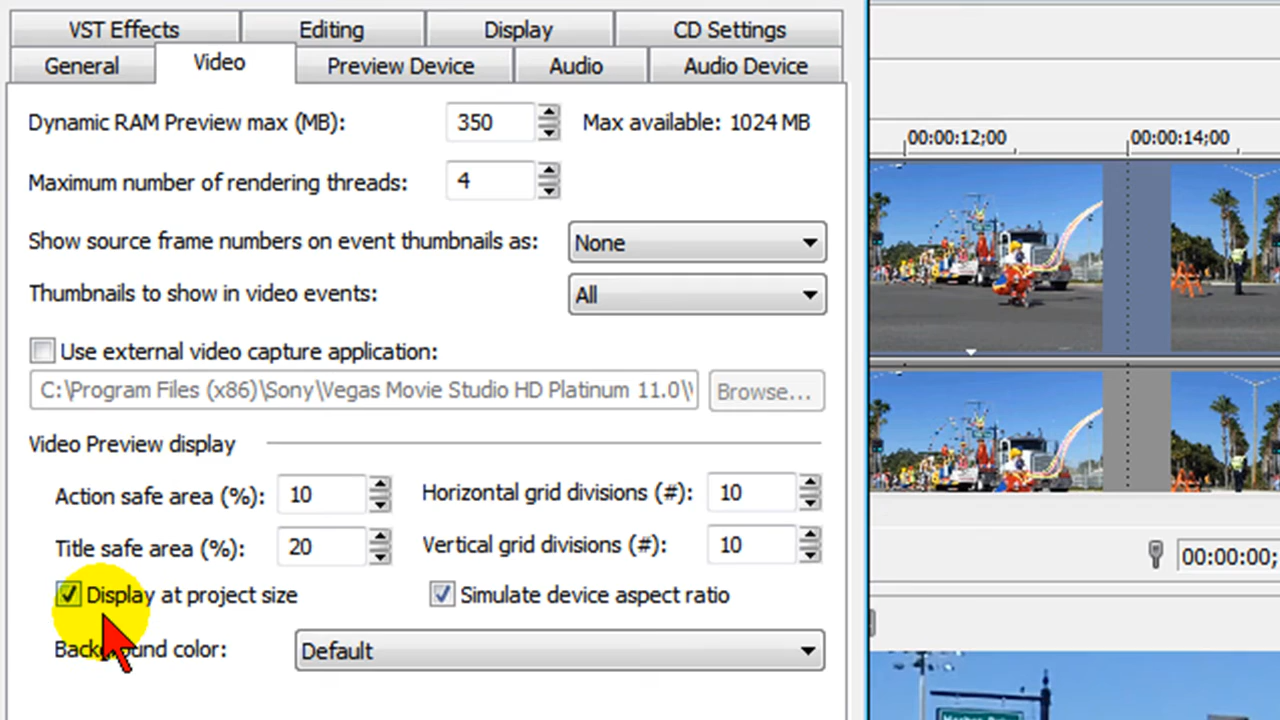 VST Effects Editing Display CD Settings
General Video Preview Device Audio Audio Device
Dynamic RAM Preview max (MB): 350 Max available: 1024 MB
Maximum number of rendering threads: 4
Show source frame numbers on event thumbnails as: None
Thumbnails to show in video events: All
Use external video capture application:
C:\Program Files (x86)\Sony\Vegas Movie Studio HD Platinum 11.0\ Browse...
Video Preview display
Action safe area (%): 10 Horizontal grid divisions (#): 10
Title safe area (%): 20 Vertical grid divisions (#): 10
Display at project size Simulate device aspect ratio
Background color: Default
00:00:12;00 00:00:14;00
00:00:00;